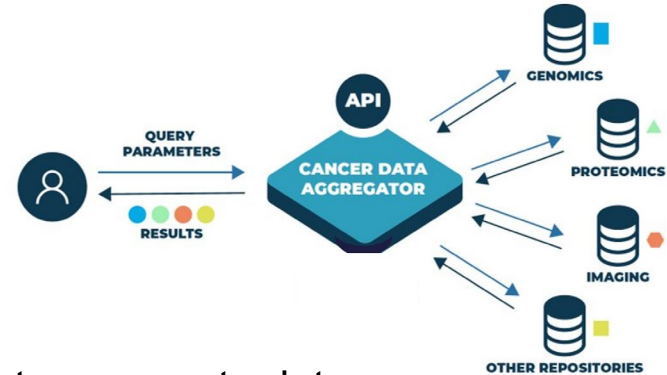 GENOMICS
API
QUERY
PARAMETERS
CANCER DATA
AGGREGATOR
PROTEOMICS
RESULTS
IMAGING
OTHER REPOSITORIES